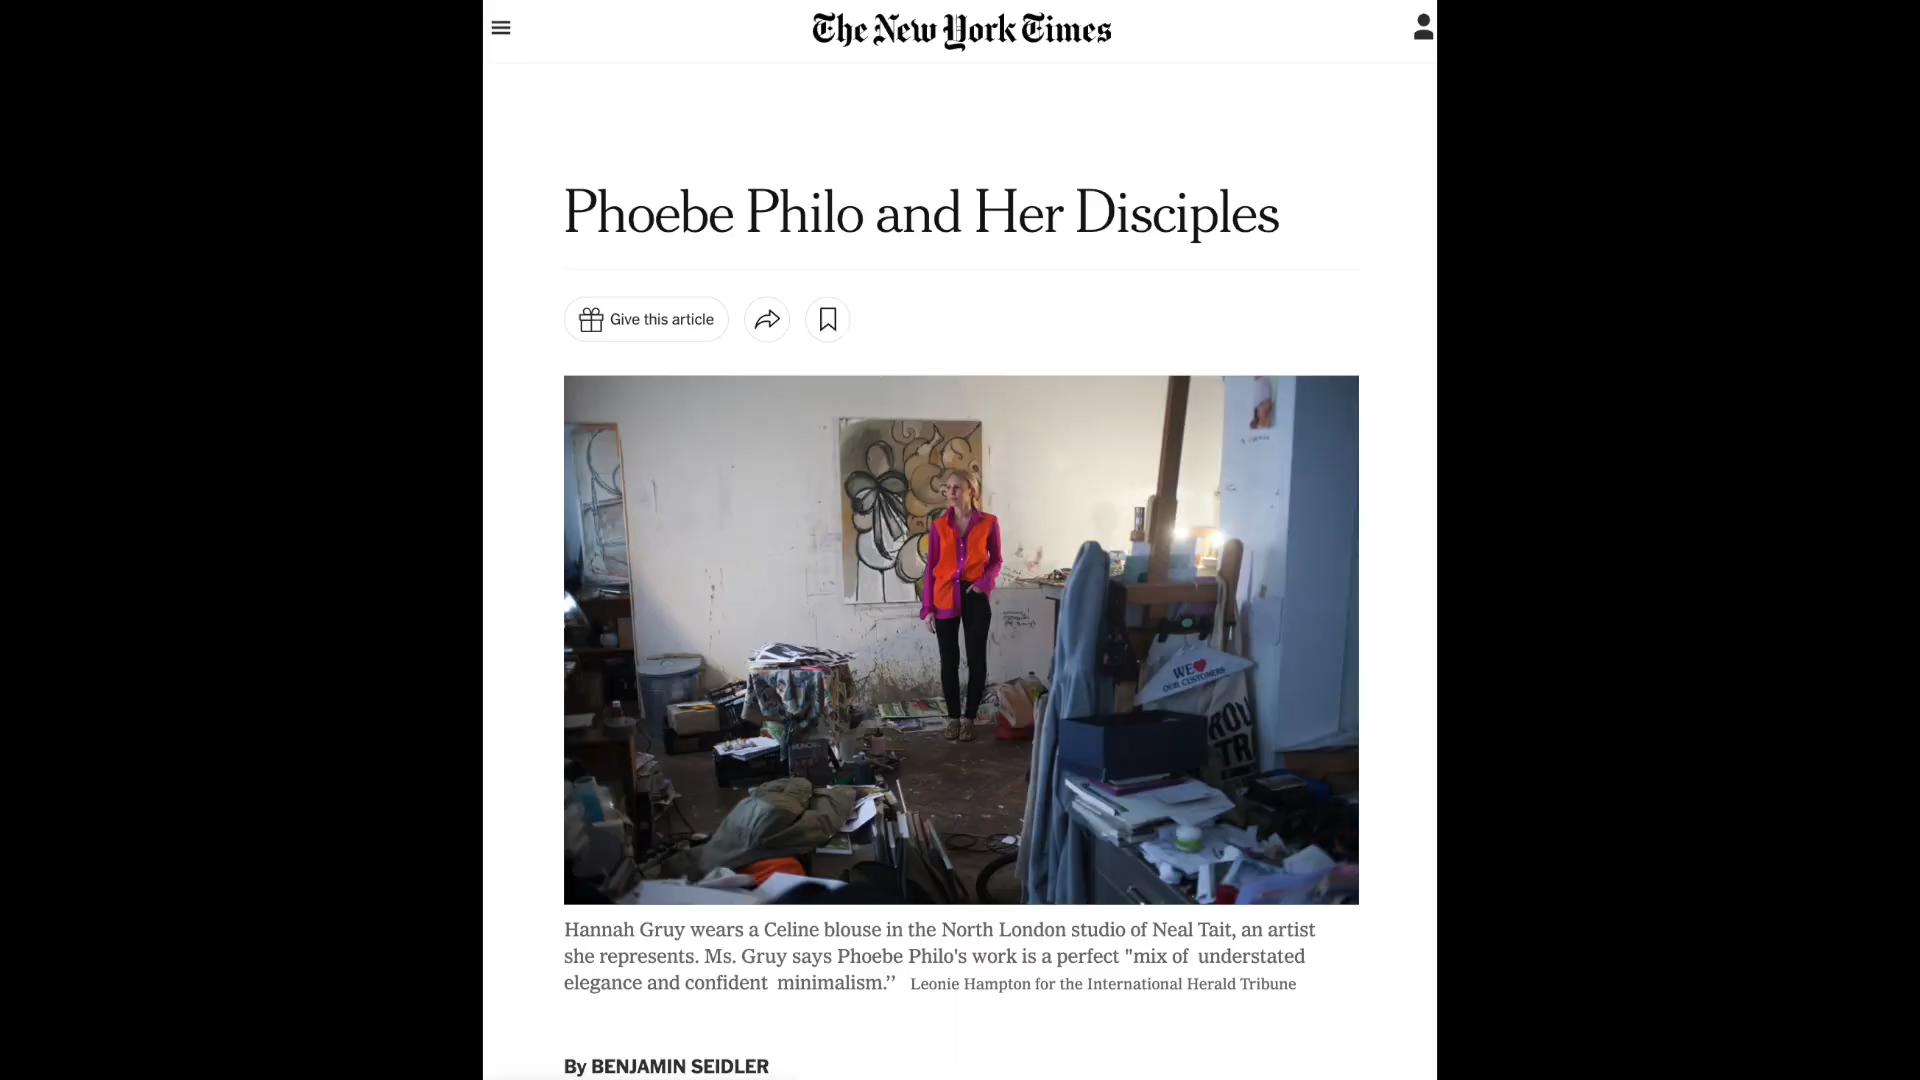 The New York Times
Phoebe Philo and Her Disciples
Give this article
WE OUR CUSTOMERS
ROU
TR
Hannah Gruy wears a Celine blouse in the North London studio of Neal Tait, an artist
she represents. Ms. Gruy says Phoebe Philo's work is a perfect "mix of understated
elegance and confident minimalism.’’ Leonie Hampton for the International Herald Tribune
By BENJAMIN SEIDLER